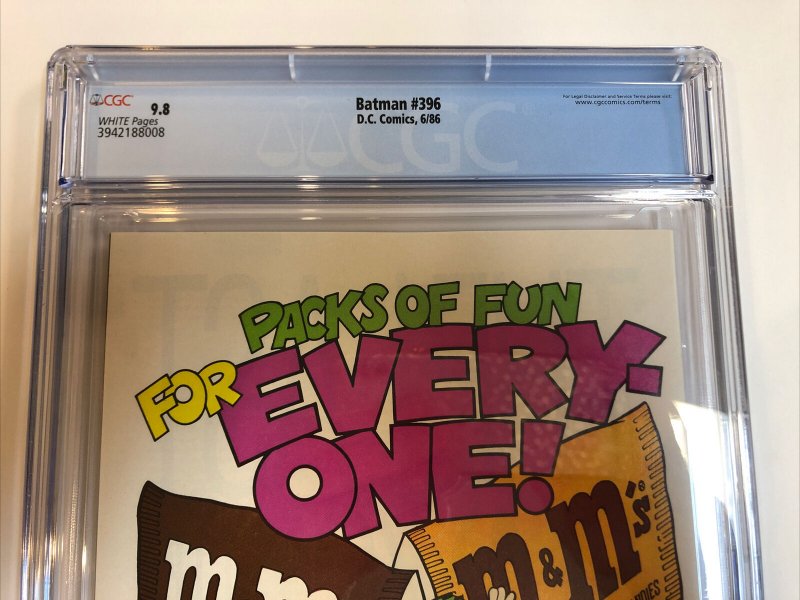 CGC 9.8
WHITE Pages
3942188008
Batman #396
D.C. Comics, 6/86
For Legal Disclaimer and Service Terms please visit:
www.cgccomics.com/terms
CGC
PACKS OF FUN
FOR EVERY-
ONE!
m&m's®